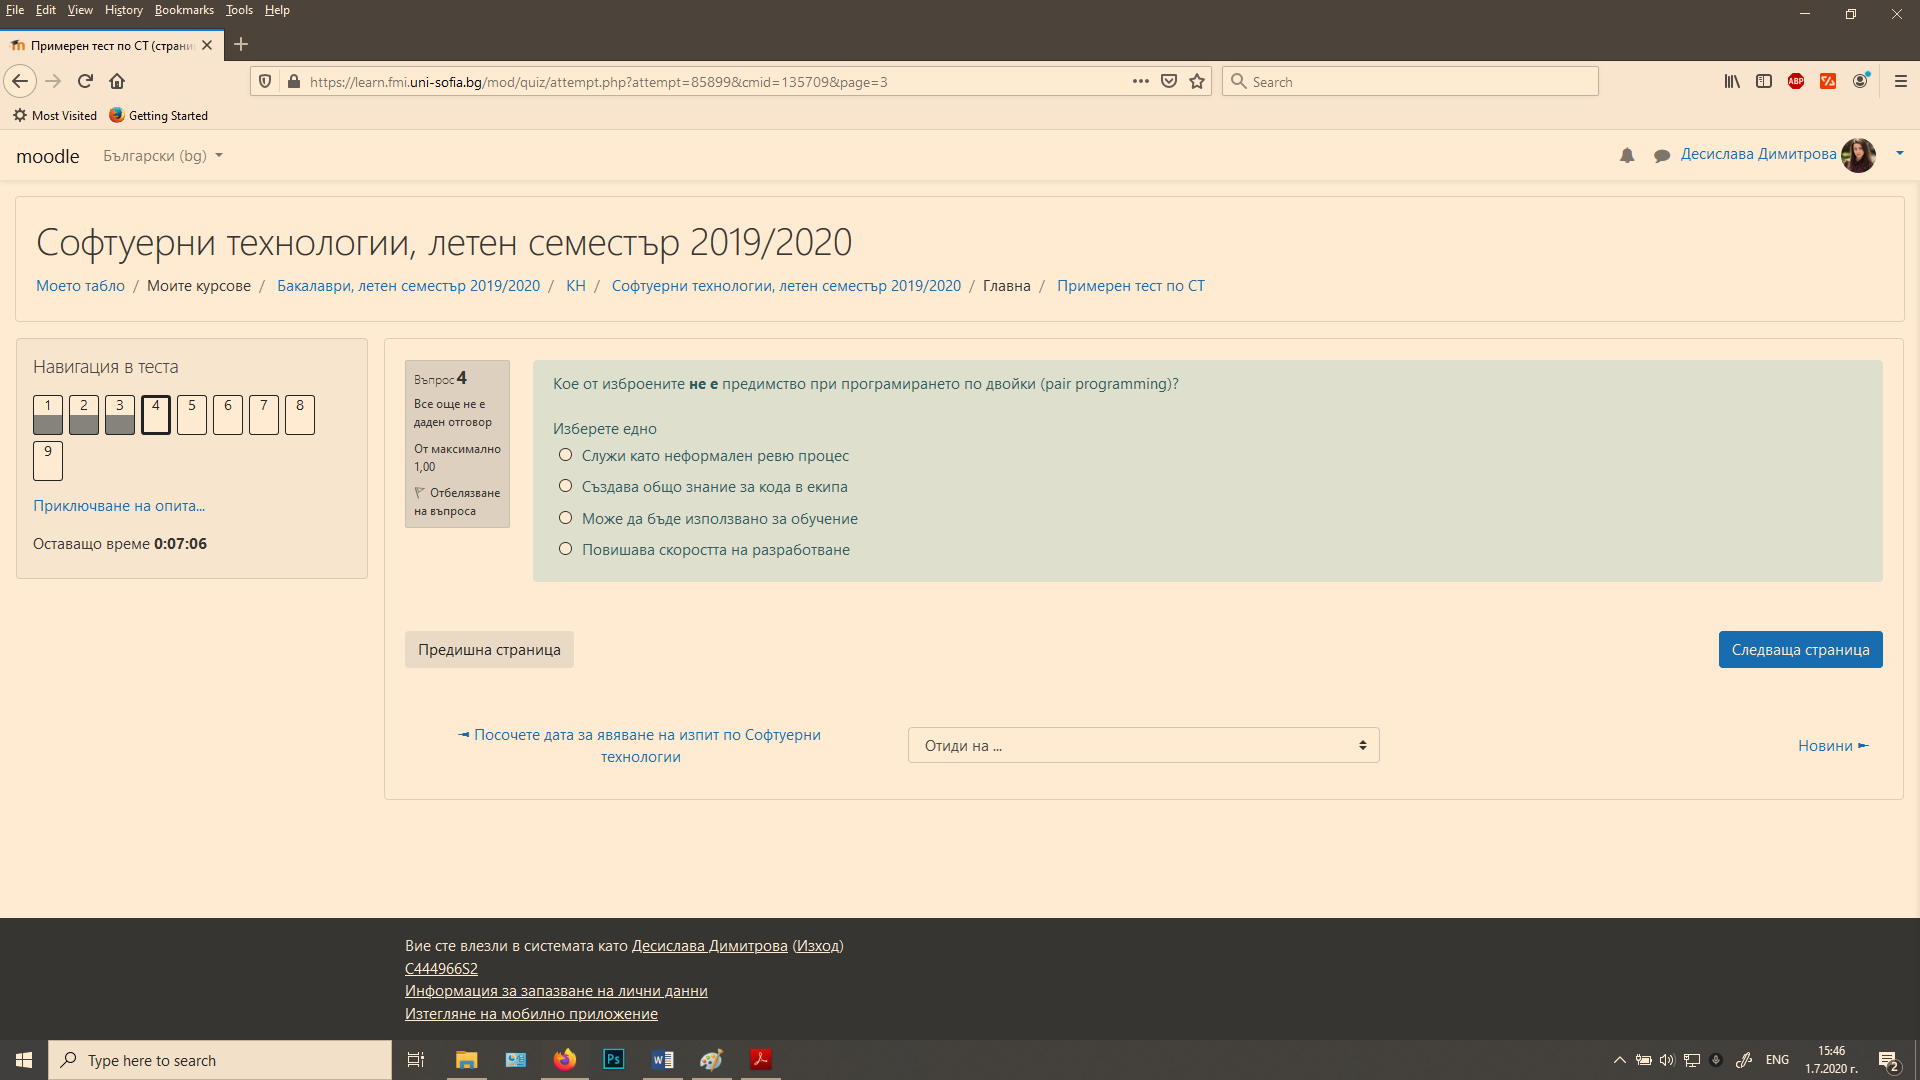 File Edit View History Bookmarks Tools Help
Примерен тест по СТ (страни
https://learn.fmi.uni-sofia.bg/mod/quiz/attempt.php?attempt=85899&cmid=135709&page=3
Search
ABP
Most Visited Getting Started
moodle Български (bg) Десислава Димитрова
Софтуерни технологии, летен семестър 2019/2020
Моето табло / Моите курсове / Бакалаври, летен семестър 2019/2020 / КН / Софтуерни технологии, летен семестър 2019/2020 / Главна / Примерен тест по СТ
Навигация в теста
1 2 3 4 5 6 7 8
9
Приключване на опита...
Оставащо време 0:07:06
Въпрос 4
Все още не е
даден отговор
От максимално
1,00
Отбелязване
на въпроса
Кое от изброените не е предимство при програмирането по двойки (pair programming)?
Изберете едно
Служи като неформален ревю процес
Създава общо знание за кода в екипа
Може да бъде използвано за обучение
Повишава скоростта на разработване
Предишна страница
Следваща страница
◄ Посочете дата за явяване на изпит по Софтуерни
технологии
Отиди на ...
Новини ►
Вие сте влезли в системата като Десислава Димитрова (Изход)
C444966S2
Информация за запазване на лични данни
Изтегляне на мобилно приложение
Type here to search
Ps
ENG
15:46
1.7.2020 г.
2